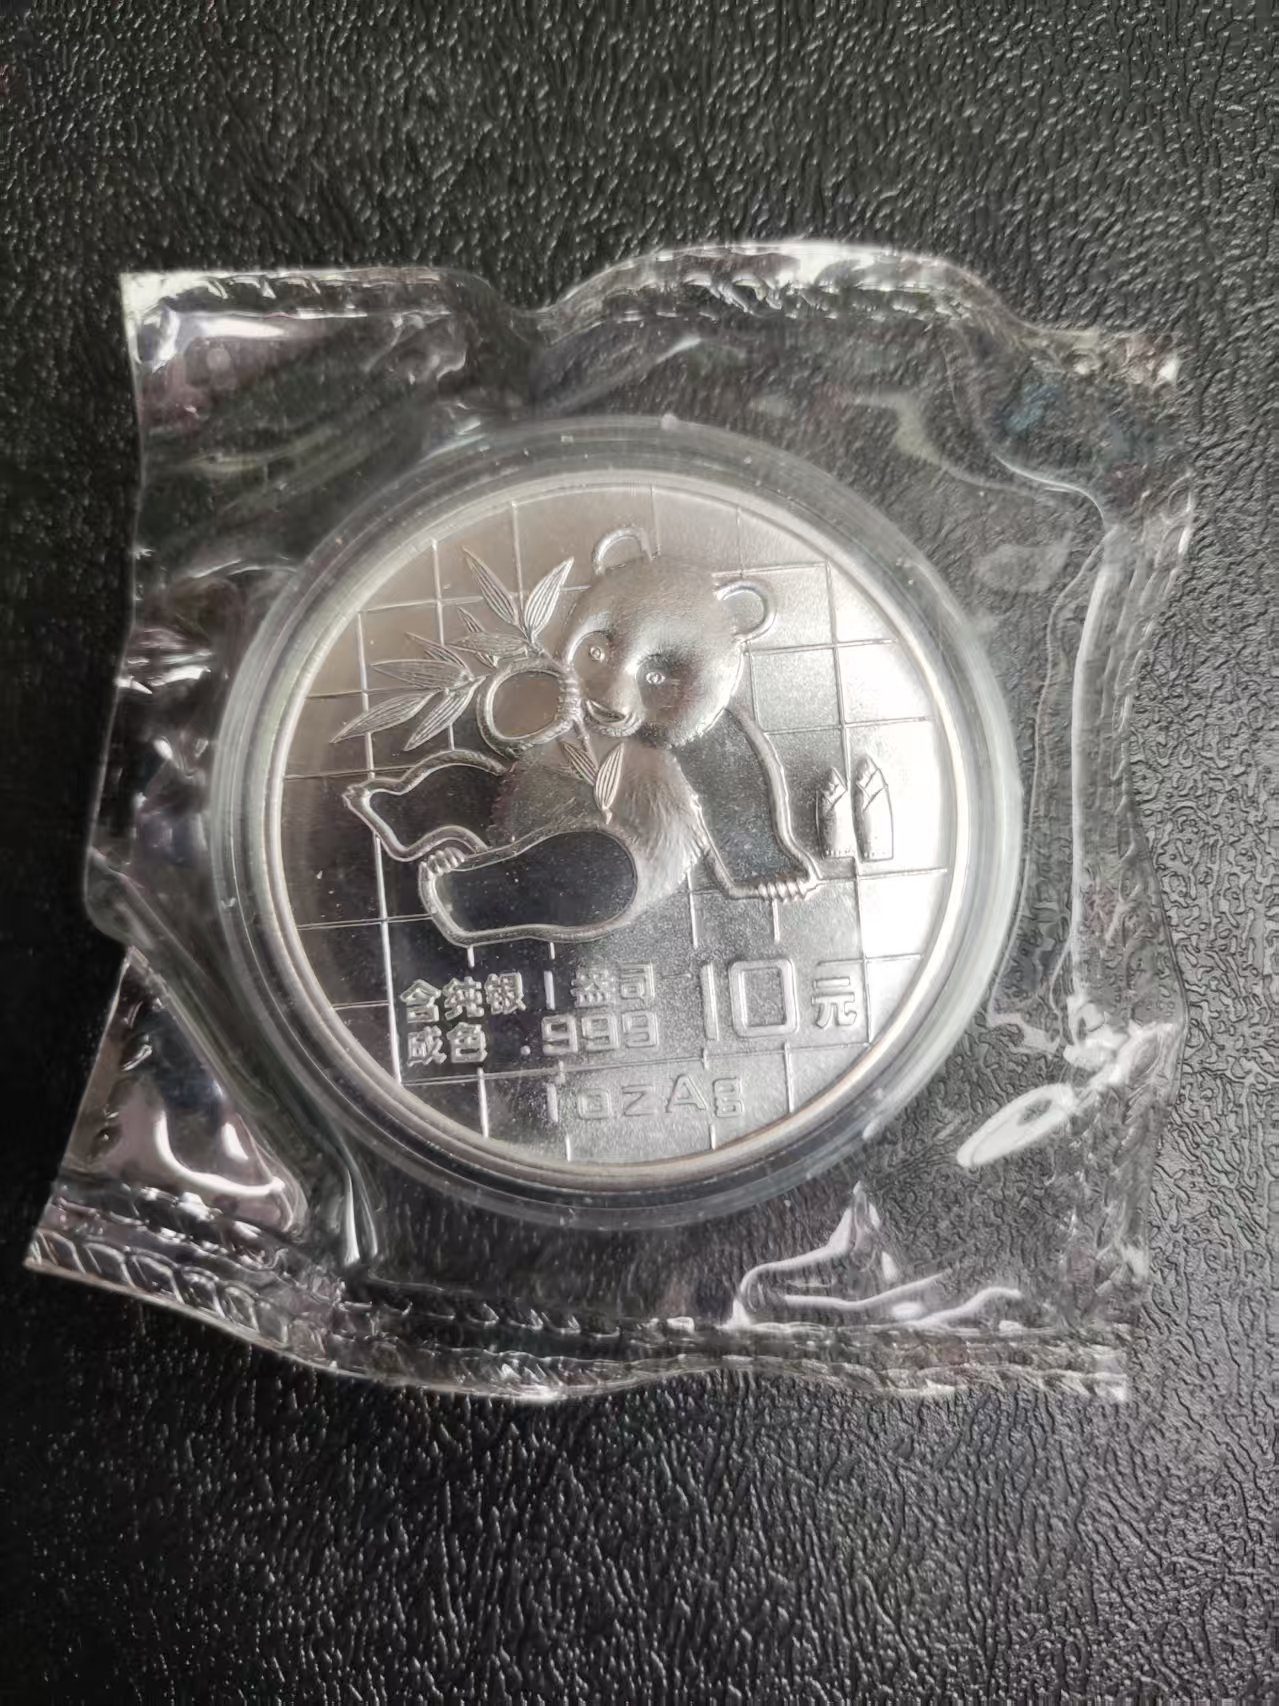 含纯银 1 盎司 10元
成色 .999
1 oz Ag